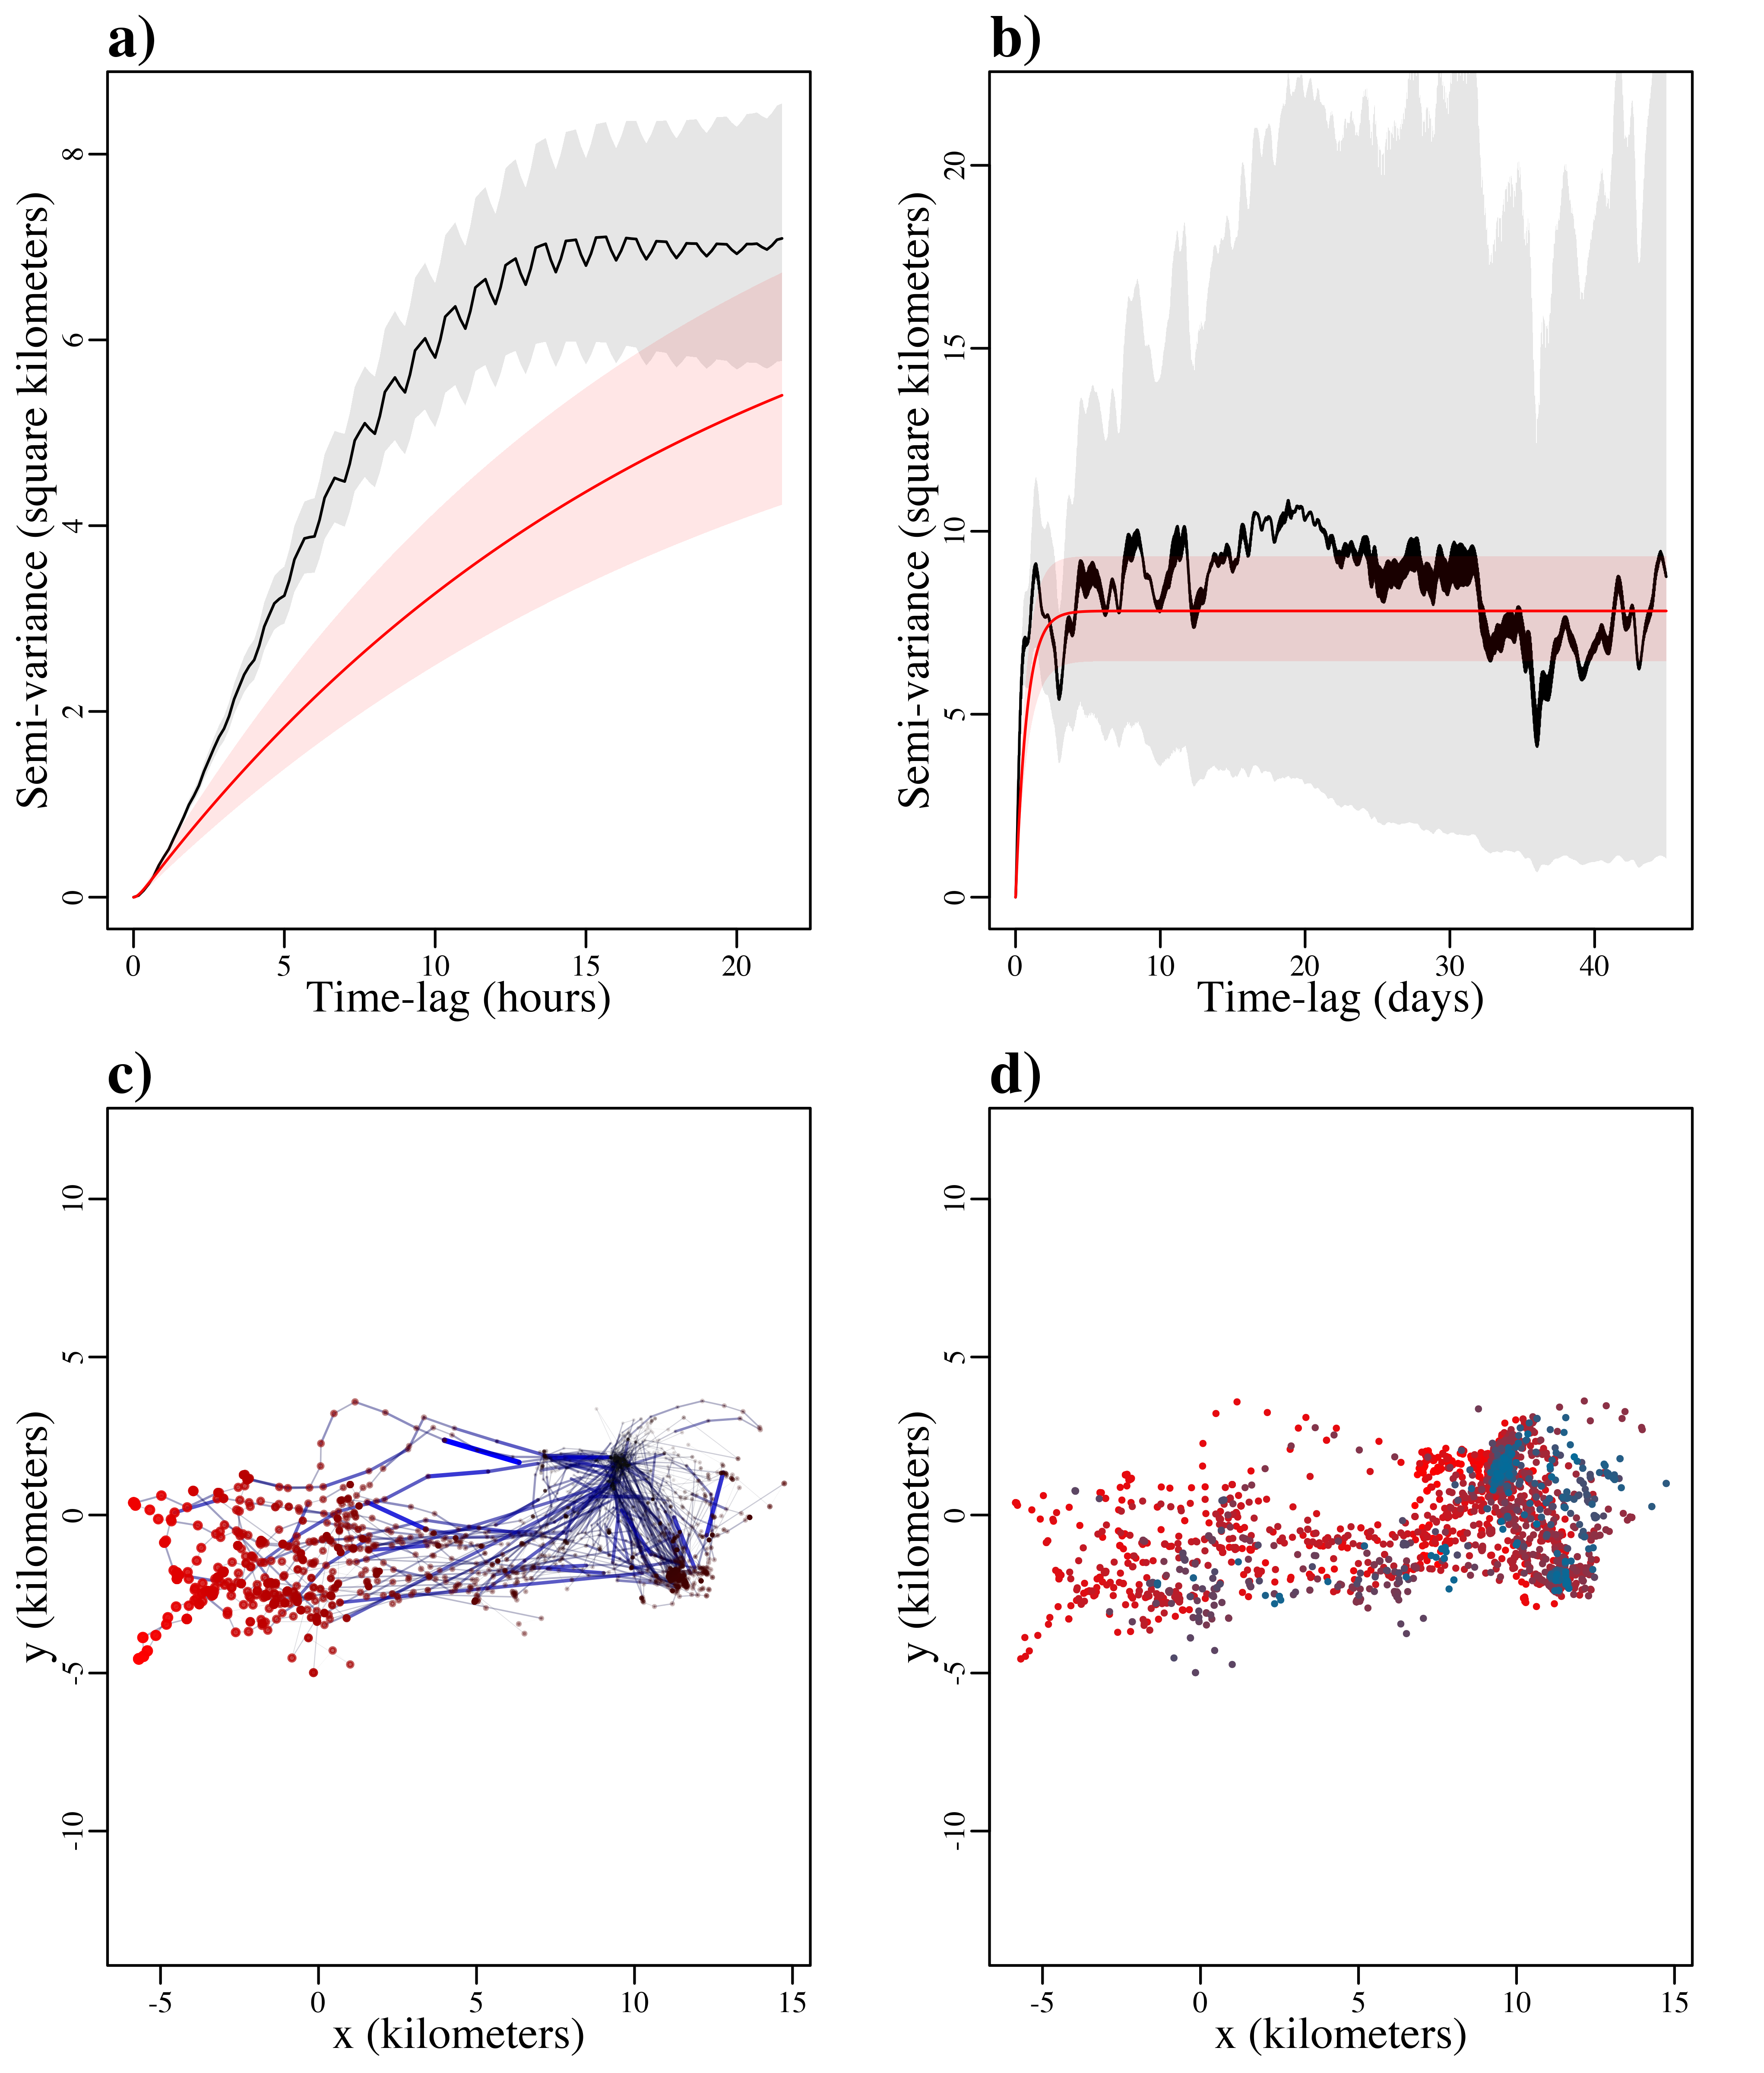 a)
Semi-variance (square kilometers)
8
6
4
2
0
0 5 10 15 20
Time-lag (hours)
b)
Semi-variance (square kilometers)
20
15
10
5
0
0 10 20 30 40
Time-lag (days)
c)
y (kilometers)
10
5
0
-5
-10
-5 0 5 10 15
x (kilometers)
d)
y (kilometers)
10
5
0
-5
-10
-5 0 5 10 15
x (kilometers)